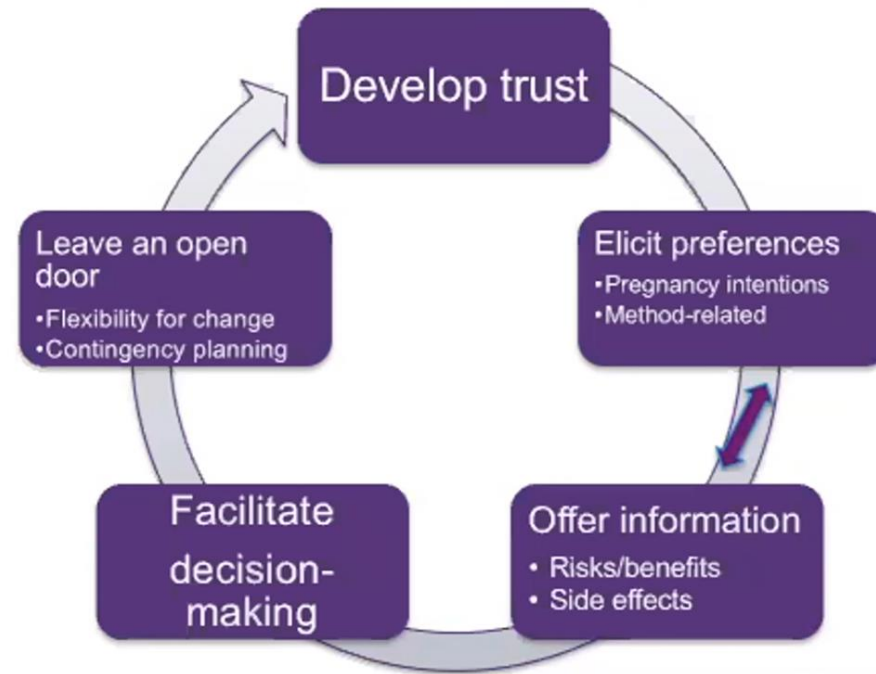 Develop trust
Elicit preferences
•Pregnancy intentions
•Method-related
Offer information
• Risks/benefits
• Side effects
Facilitate
decision-
making
Leave an open
door
•Flexibility for change
•Contingency planning